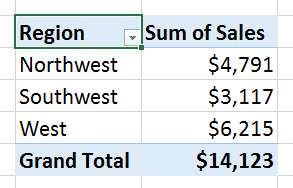 Region Sum of Sales
Northwest $4,791
Southwest $3,117
West $6,215
Grand Total $14,123